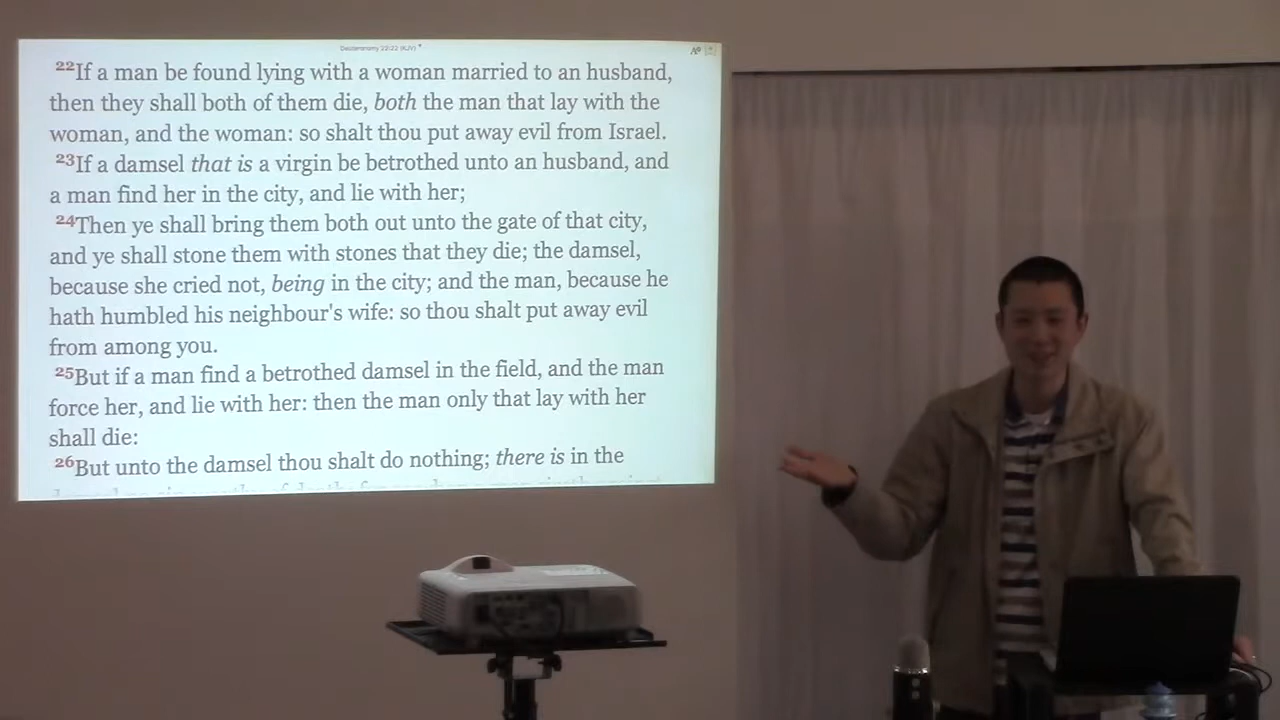 Deuteronomy 22:22 (KJV)
22If a man be found lying with a woman married to an husband,
then they shall both of them die, both the man that lay with the
woman, and the woman: so shalt thou put away evil from Israel.
23If a damsel that is a virgin be betrothed unto an husband, and
a man find her in the city, and lie with her;
24Then ye shall bring them both out unto the gate of that city,
and ye shall stone them with stones that they die; the damsel,
because she cried not, being in the city; and the man, because he
hath humbled his neighbour's wife: so thou shalt put away evil
from among you.
25But if a man find a betrothed damsel in the field, and the man
force her, and lie with her: then the man only that lay with her
shall die:
26But unto the damsel thou shalt do nothing; there is in the